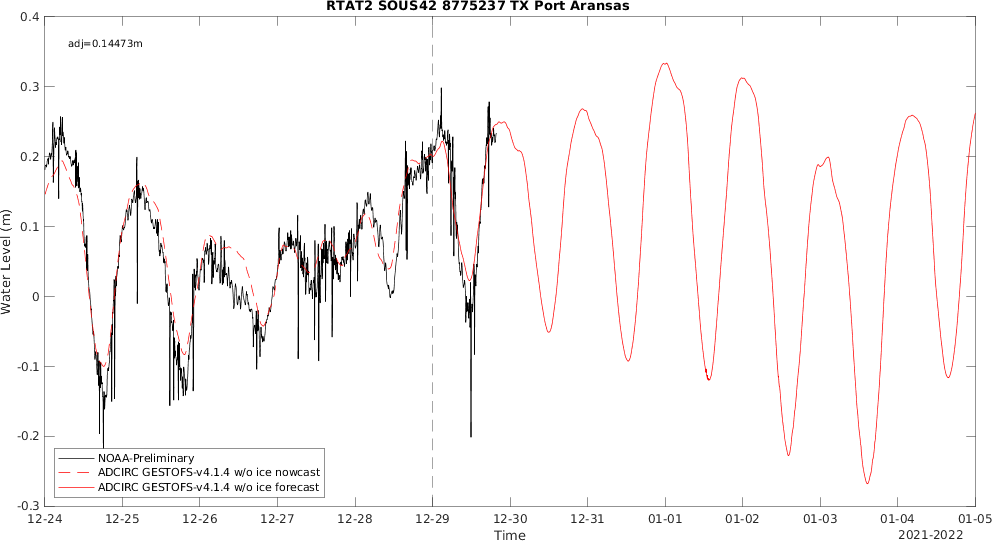 RTAT2 SOUS42 8775237 TX Port Aransas
adj=0.14473m
0.4
0.3
0.2
0.1
0
-0.1
-0.2
-0.3
Water Level (m)
NOAA-Preliminary
ADCIRC GESTOFS-v4.1.4 w/o ice nowcast
ADCIRC GESTOFS-v4.1.4 w/o ice forecast
12-24 12-25 12-26 12-27 12-28 12-29 12-30 12-31 01-01 01-02 01-03 01-04 01-05
Time
2021-2022